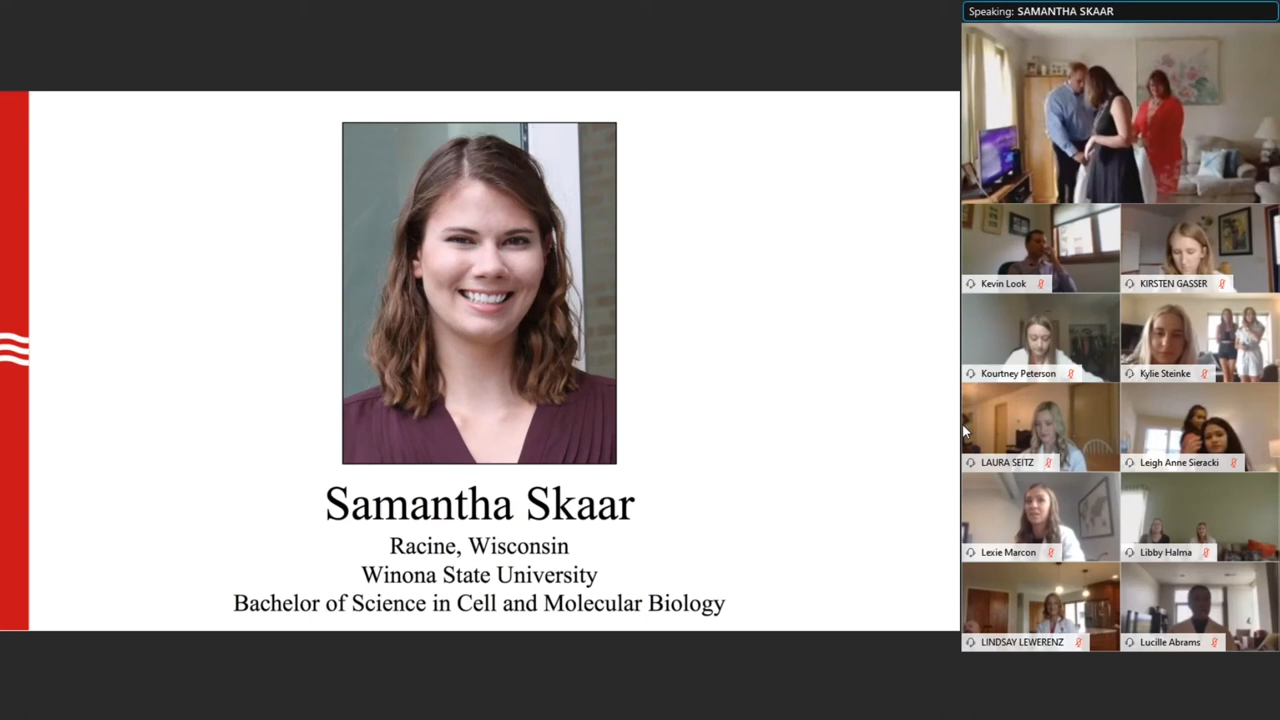 Speaking: SAMANTHA SKAAR
Samantha Skaar
Racine, Wisconsin
Winona State University
Bachelor of Science in Cell and Molecular Biology
Kevin Look
KIRSTEN GASSER
Kourtney Peterson
Kylie Steinke
LAURA SEITZ
Leigh Anne Sieracki
Lexie Marcon
Libby Halma
LINDSAY LEWERENZ
Lucille Abrams